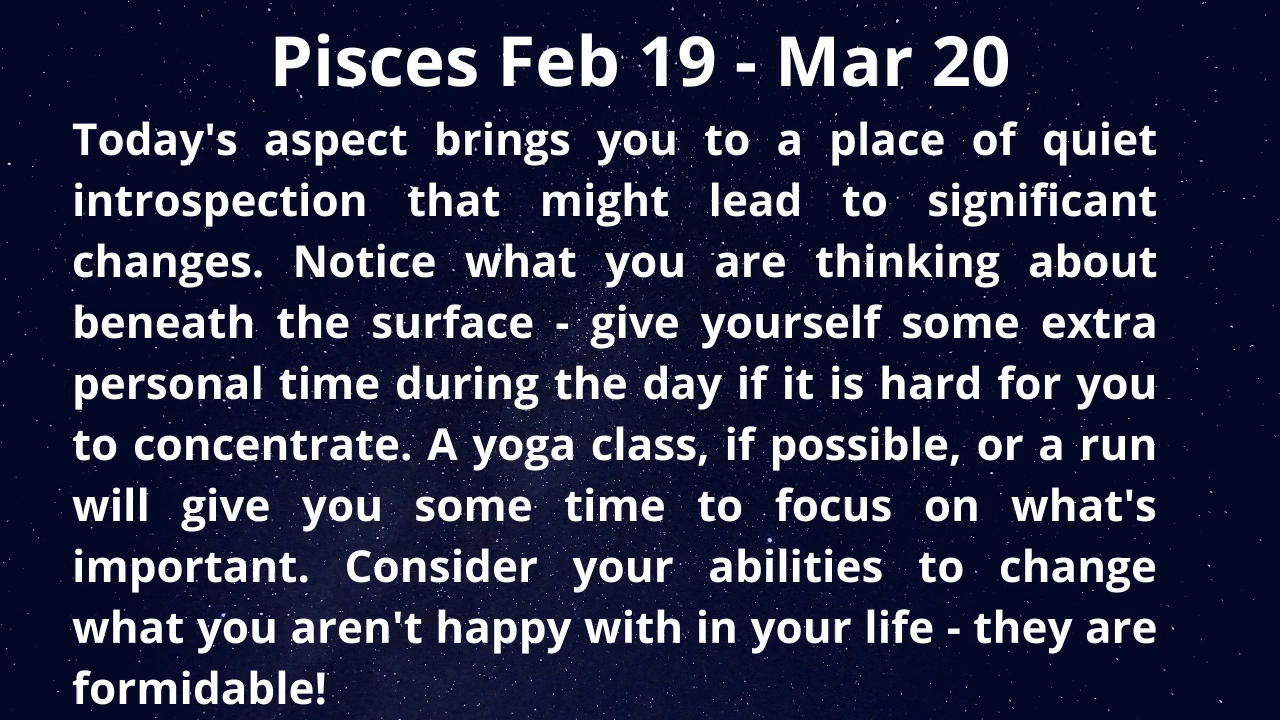 Pisces Feb 19 - Mar 20
Today's aspect brings you to a place of quiet
introspection that might lead to significant
changes. Notice what you are thinking about
beneath the surface - give yourself some extra
personal time during the day if it is hard for you
to concentrate. A yoga class, if possible, or a run
will give you some time to focus on what's
important. Consider your abilities to change
what you aren't happy with in your life - they are
formidable!